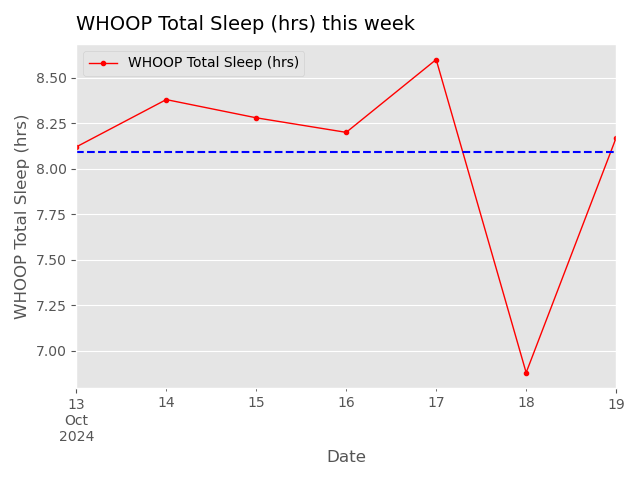 WHOOP Total Sleep (hrs) this week
WHOOP Total Sleep (hrs)
WHOOP Total Sleep (hrs)
8.50
8.25
8.00
7.75
7.50
7.25
7.00
13 14 15 16 17 18 19
Oct
2024
Date